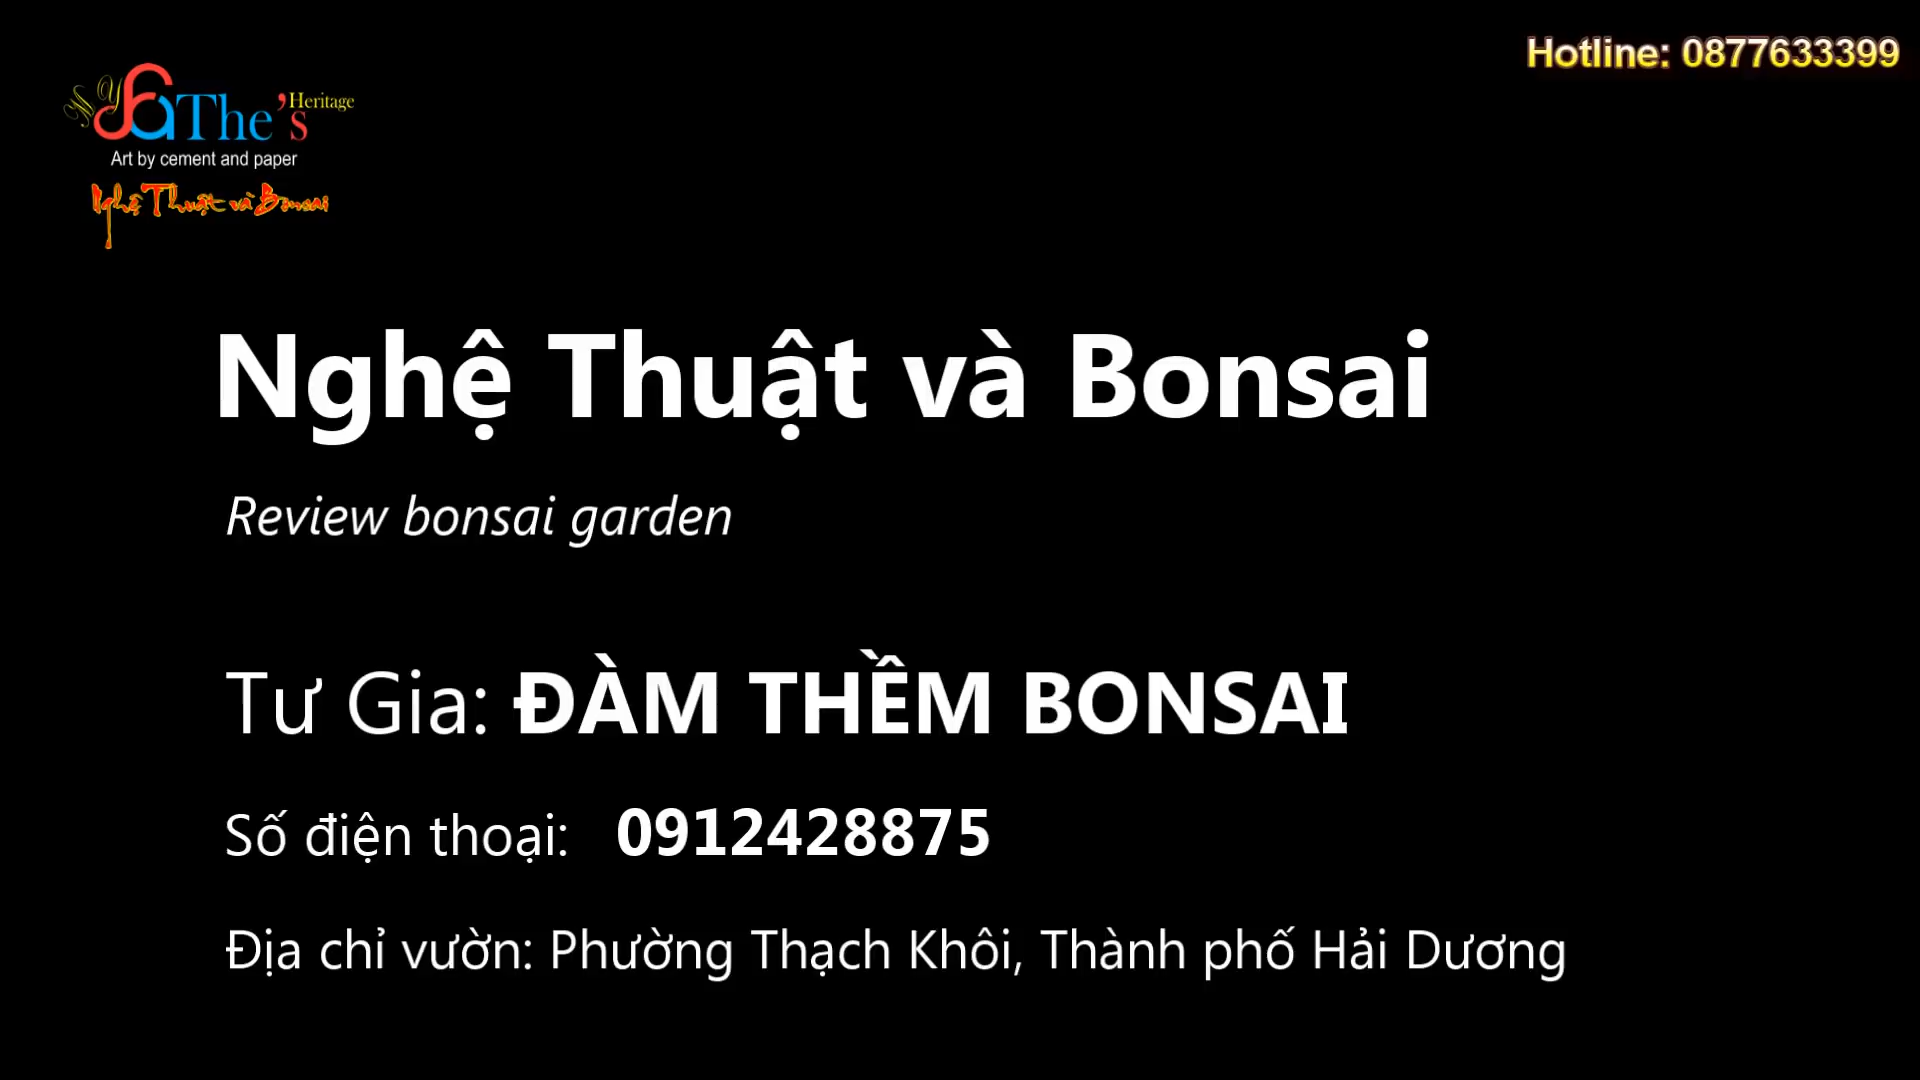 Hotline: 0877633399
The's Heritage
Art by cement and paper
Nghệ Thuật và Bonsai
Nghệ Thuật và Bonsai
Review bonsai garden
Tư Gia: ĐÀM THỀM BONSAI
Số điện thoại: 0912428875
Địa chỉ vườn: Phường Thạch Khôi, Thành phố Hải Dương